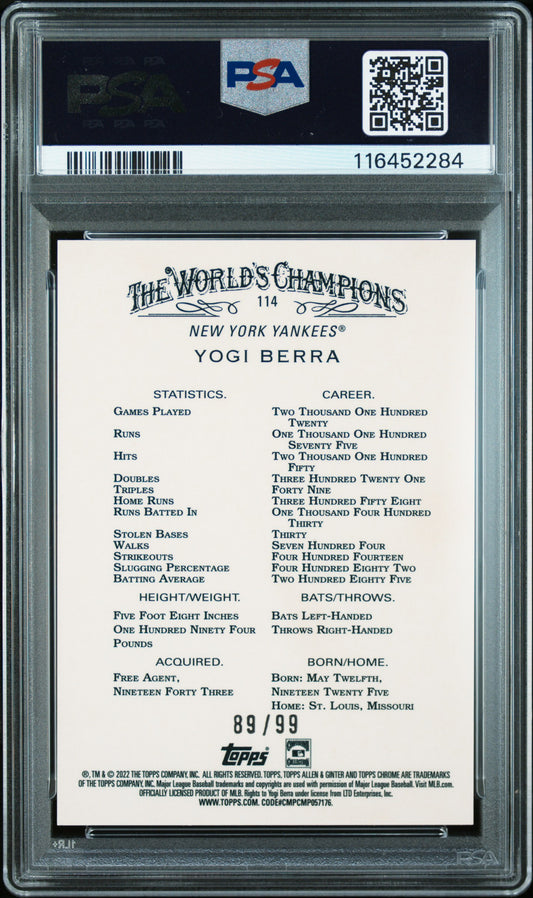 PSA
PSA
116452284
THE WORLD'S CHAMPIONS
114
NEW YORK YANKEES®
YOGI BERRA
STATISTICS. CAREER.
GAMES PLAYED TWO THOUSAND ONE HUNDRED
TWENTY
RUNS ONE THOUSAND ONE HUNDRED
SEVENTY FIVE
HITS TWO THOUSAND ONE HUNDRED
FIFTY
DOUBLES THREE HUNDRED TWENTY ONE
TRIPLES FORTY NINE
HOME RUNS THREE HUNDRED FIFTY EIGHT
RUNS BATTED IN ONE THOUSAND FOUR HUNDRED
THIRTY
STOLEN BASES THIRTY
WALKS SEVEN HUNDRED FOUR
STRIKEOUTS FOUR HUNDRED FOURTEEN
SLUGGING PERCENTAGE FOUR HUNDRED EIGHTY TWO
BATTING AVERAGE TWO HUNDRED EIGHTY FIVE
HEIGHT/WEIGHT. BATS/THROWS.
FIVE FOOT EIGHT INCHES BATS LEFT-HANDED
ONE HUNDRED NINETY FOUR THROWS RIGHT-HANDED
POUNDS
ACQUIRED. BORN/HOME.
FREE AGENT, BORN: MAY TWELFTH,
NINETEEN FORTY THREE NINETEEN TWENTY FIVE
HOME: ST. LOUIS, MISSOURI
89/99
topps
®, TM & © 2022 THE TOPPS COMPANY, INC. ALL RIGHTS RESERVED. TOPPS, TOPPS ALLEN & GINTER AND TOPPS CHROME ARE TRADEMARKS
OF THE TOPPS COMPANY, INC. Major League Baseball trademarks and copyrights are used with permission of Major League Baseball. Visit MLB.com.
OFFICIALLY LICENSED PRODUCT OF MLB. Rights to Yogi Berra under license from LTD Enterprises, Inc.
WWW.TOPPS.COM. CODE#CMPCMP057176.
1LR+
PSA